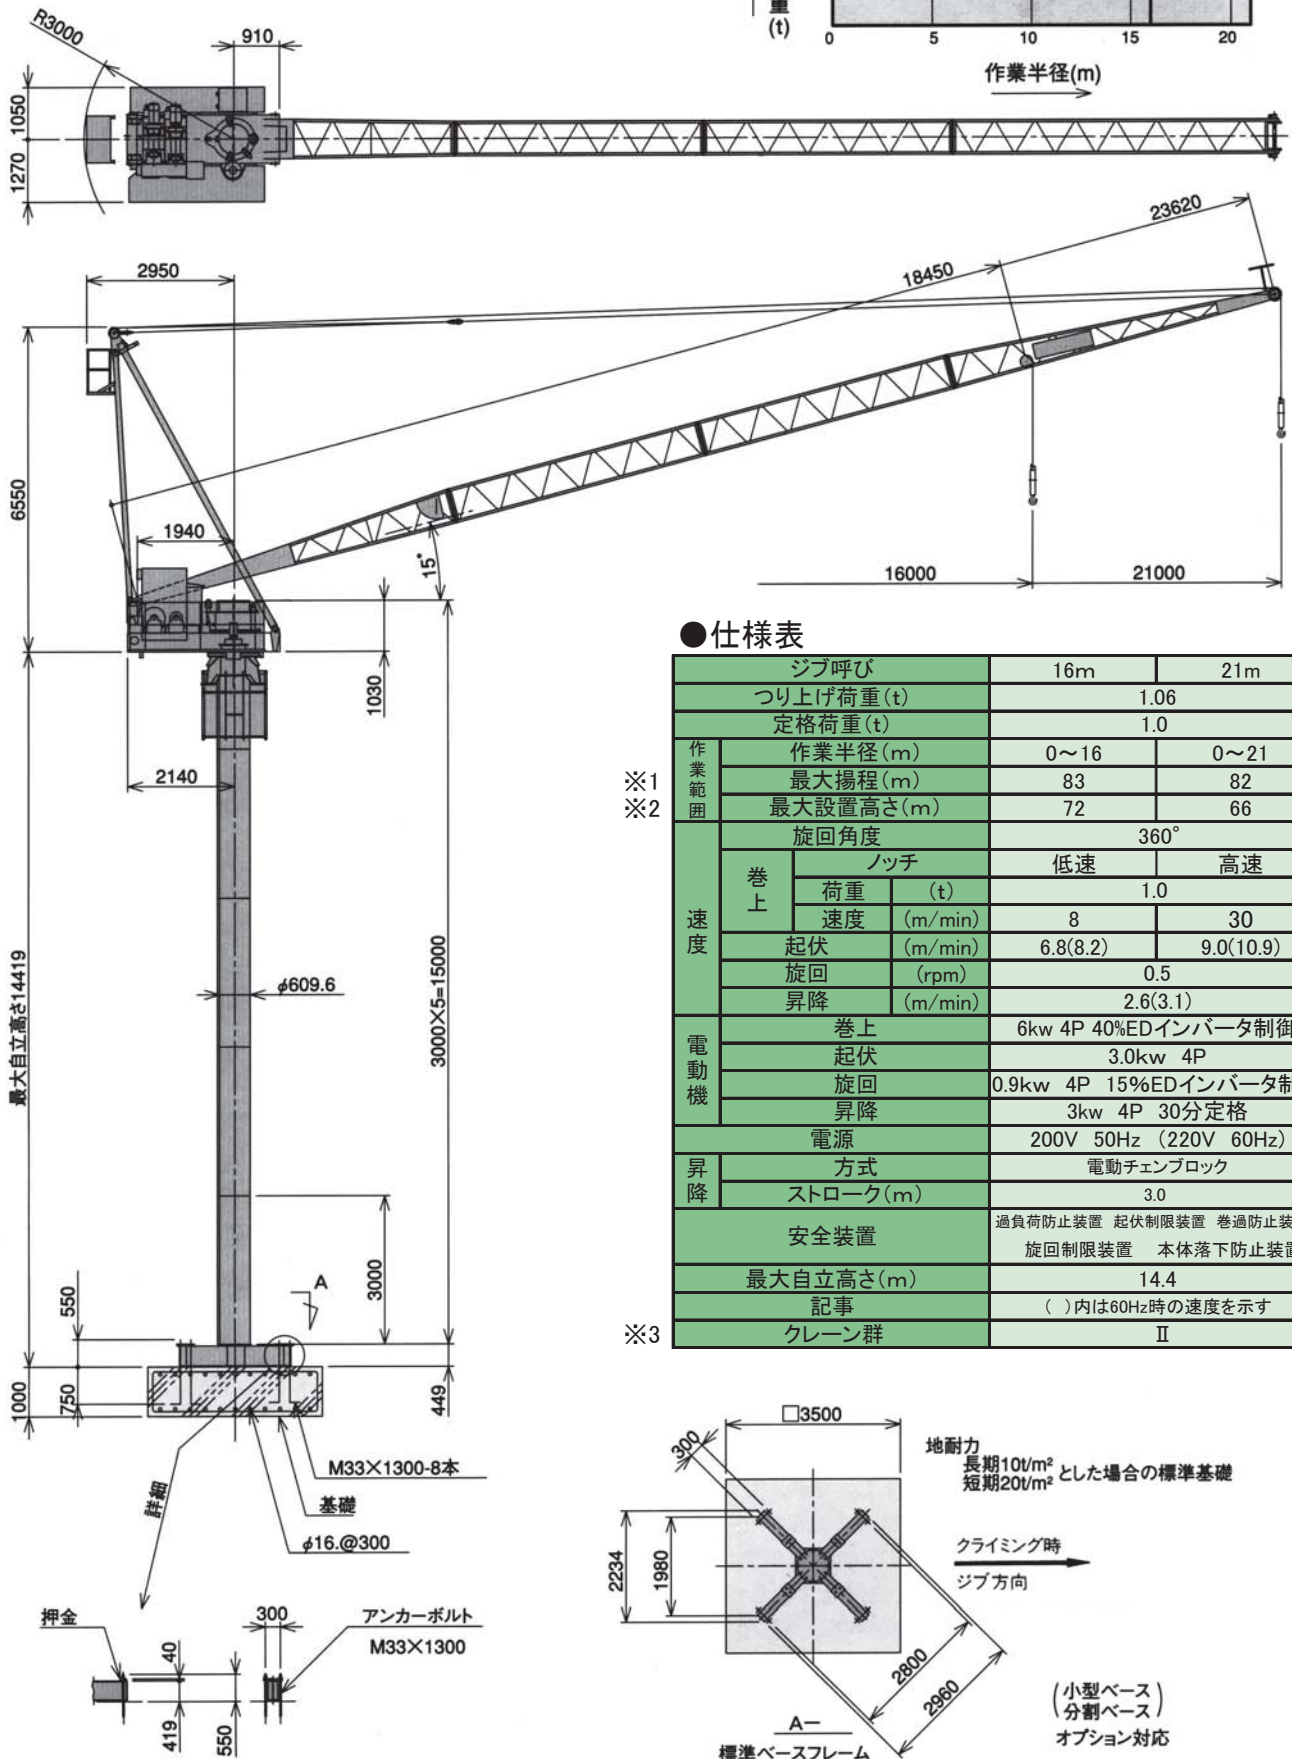 重
(t)
0 5 10 15 20
作業半径(m)
R3000
910
1050
1270
23620
2950
18450
6550
1940
15°
16000
21000
1030
2140
最大自立高さ14419
φ609.6
3000×5=15000
3000
A
550
1000
750
449
M33×1300-8本
基礎
φ16.@300
詳細
押金
40
419
550
300
アンカーボルト
M33×1300
●仕様表
ジブ呼び 16m 21m
つり上げ荷重(t) 1.06
定格荷重(t) 1.0
作業範囲 作業半径(m) 0～16 0～21
※1 最大揚程(m) 83 82
※2 最大設置高さ(m) 72 66
速度 旋回角度 360°
巻上 ノッチ 低速 高速
荷重 (t) 1.0
速度 (m/min) 8 30
起伏 (m/min) 6.8(8.2) 9.0(10.9)
旋回 (rpm) 0.5
昇降 (m/min) 2.6(3.1)
電動機 巻上 6kw 4P 40%EDインバータ制御
起伏 3.0kw 4P
旋回 0.9kw 4P 15%EDインバータ制
昇降 3kw 4P 30分定格
電源 200V 50Hz （220V 60Hz）
昇降 方式 電動チェンブロック
ストローク(m) 3.0
安全装置 過負荷防止装置 起伏制限装置 巻過防止装
旋回制限装置 本体落下防止装置
最大自立高さ(m) 14.4
記事 （ ）内は60Hz時の速度を示す
※3 クレーン群 Ⅱ
□3500
300
2234
1980
2800
2960
地耐力
長期10t/m²
短期20t/m² とした場合の標準基礎
クライミング時
ジブ方向
A－
標準ベースフレーム
(小型ベース)
(分割ベース)
オプション対応